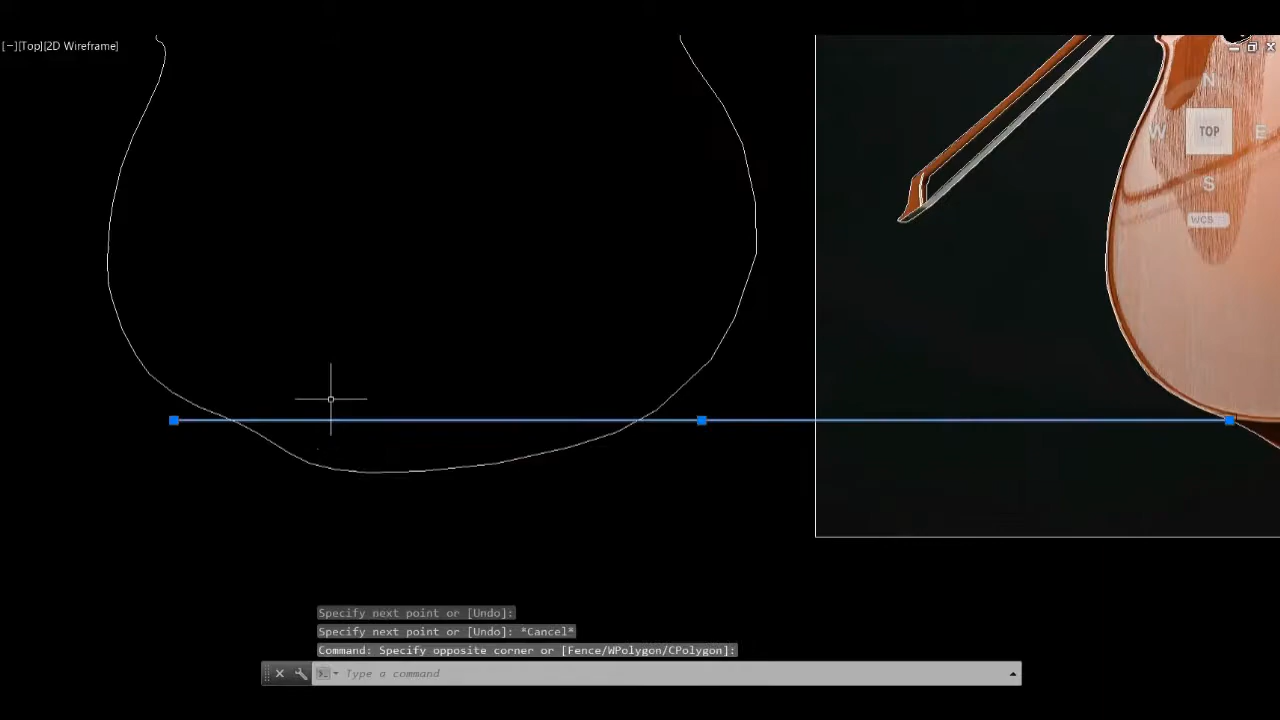 [−][Top][2D Wireframe]
N
W
TOP
E
S
WCS
Specify next point or [Undo]:
Specify next point or [Undo]: *Cancel*
Command: Specify opposite corner or [Fence/WPolygon/CPolygon]:
Type a command